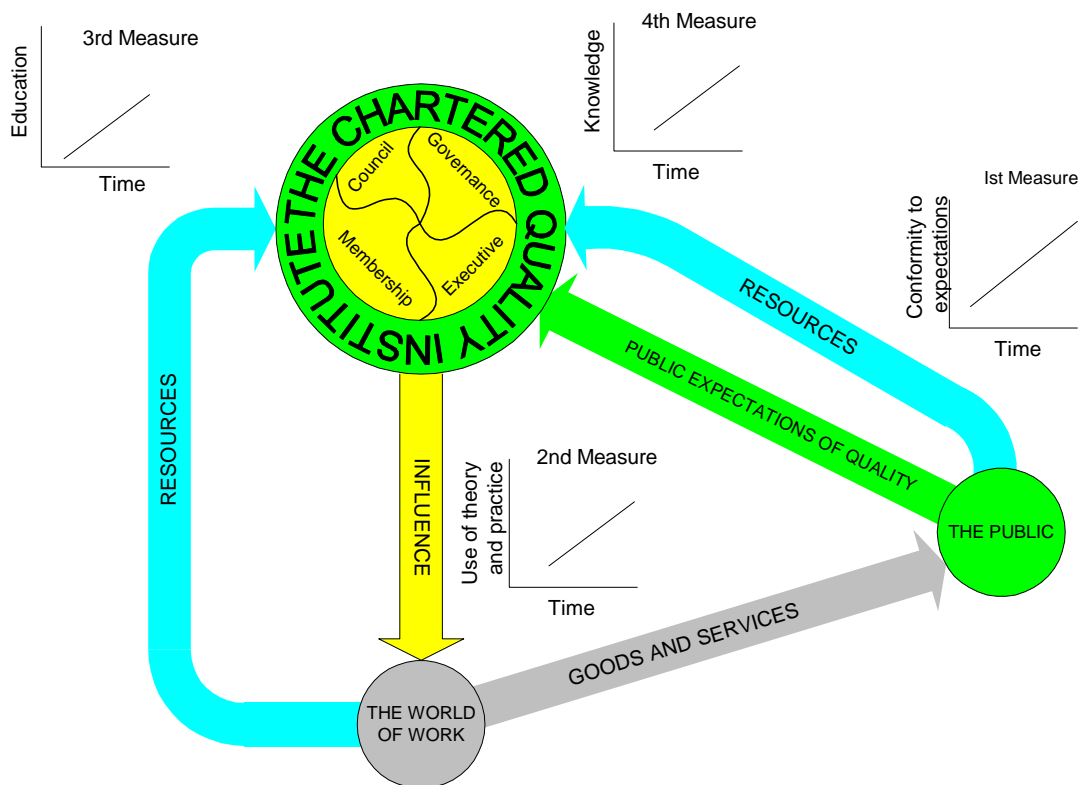 3rd Measure
Education
Time
4th Measure
Knowledge
Time
Ist Measure
Conformity to
expectations
Time
THE CHARTERED QUALITY INSTITUTE
Council
Governance
Membership
Executive
RESOURCES
RESOURCES
PUBLIC EXPECTATIONS OF QUALITY
INFLUENCE
2nd Measure
Use of theory
and practice
Time
THE PUBLIC
GOODS AND SERVICES
THE WORLD
OF WORK